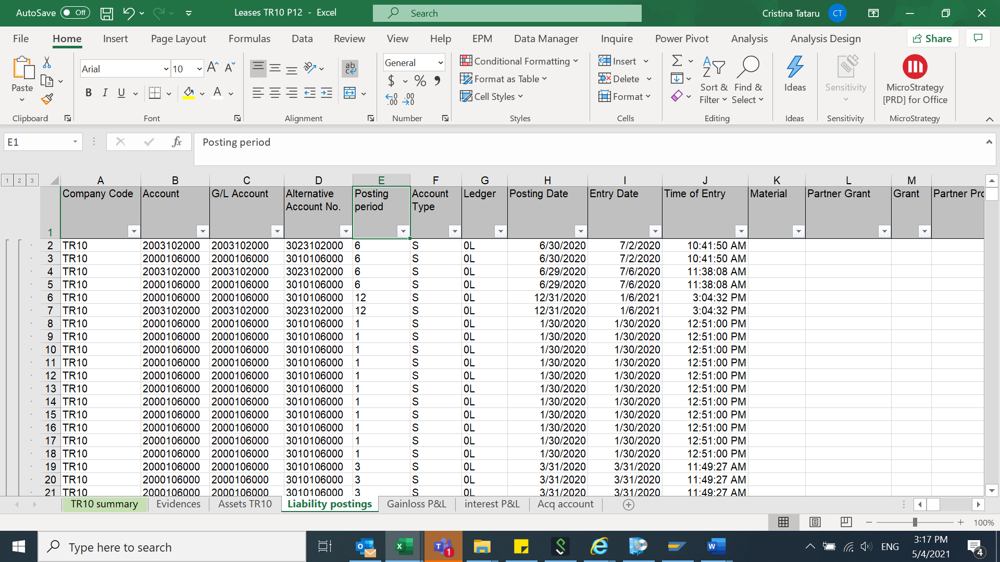 AutoSave Off Leases TR10 P12 - Excel Search Cristina Tataru CT
File Home Insert Page Layout Formulas Data Review View Help EPM Data Manager Inquire Power Pivot Analysis Analysis Design Share
Paste Arial 10 General Conditional Formatting Format as Table Cell Styles Insert Delete Format Sort & Filter Find & Select Ideas Sensitivity MicroStrategy [PRD] for Office
Clipboard Font Alignment Number Styles Cells Editing Ideas Sensitivity MicroStrategy
E1 fx Posting period
1 2 3 A B C D E F G H I J K L M
1 Company Code Account G/L Account Alternative Account No. Posting period Account Type Ledger Posting Date Entry Date Time of Entry Material Partner Grant Grant Partner Pro
2 TR10 2003102000 2003102000 3023102000 6 S 0L 6/30/2020 7/2/2020 10:41:50 AM
3 TR10 2000106000 2000106000 3010106000 6 S 0L 6/30/2020 7/2/2020 10:41:50 AM
4 TR10 2003102000 2003102000 3023102000 6 S 0L 6/29/2020 7/6/2020 11:38:08 AM
5 TR10 2000106000 2000106000 3010106000 6 S 0L 6/29/2020 7/6/2020 11:38:08 AM
6 TR10 2000106000 2000106000 3010106000 12 S 0L 12/31/2020 1/6/2021 3:04:32 PM
7 TR10 2003102000 2003102000 3023102000 12 S 0L 12/31/2020 1/6/2021 3:04:32 PM
8 TR10 2000106000 2000106000 3010106000 1 S 0L 1/30/2020 1/30/2020 12:51:00 PM
9 TR10 2000106000 2000106000 3010106000 1 S 0L 1/30/2020 1/30/2020 12:51:00 PM
10 TR10 2000106000 2000106000 3010106000 1 S 0L 1/30/2020 1/30/2020 12:51:00 PM
11 TR10 2000106000 2000106000 3010106000 1 S 0L 1/30/2020 1/30/2020 12:51:00 PM
12 TR10 2000106000 2000106000 3010106000 1 S 0L 1/30/2020 1/30/2020 12:51:00 PM
13 TR10 2000106000 2000106000 3010106000 1 S 0L 1/30/2020 1/30/2020 12:51:00 PM
14 TR10 2000106000 2000106000 3010106000 1 S 0L 1/30/2020 1/30/2020 12:51:00 PM
15 TR10 2000106000 2000106000 3010106000 1 S 0L 1/30/2020 1/30/2020 12:51:00 PM
16 TR10 2000106000 2000106000 3010106000 1 S 0L 1/30/2020 1/30/2020 12:51:00 PM
17 TR10 2000106000 2000106000 3010106000 1 S 0L 1/30/2020 1/30/2020 12:51:00 PM
18 TR10 2000106000 2000106000 3010106000 1 S 0L 1/30/2020 1/30/2020 12:51:00 PM
19 TR10 2000106000 2000106000 3010106000 3 S 0L 3/31/2020 3/31/2020 11:49:27 AM
20 TR10 2000106000 2000106000 3010106000 3 S 0L 3/31/2020 3/31/2020 11:49:27 AM
21 TR10 2000106000 2000106000 3010106000 3 S 0L 3/31/2020 3/31/2020 11:49:27 AM
TR10 summary Evidences Assets TR10 Liability postings Gainloss P&L interest P&L Acq account
100%
Type here to search 1 ENG 3:17 PM 4
5/4/2021